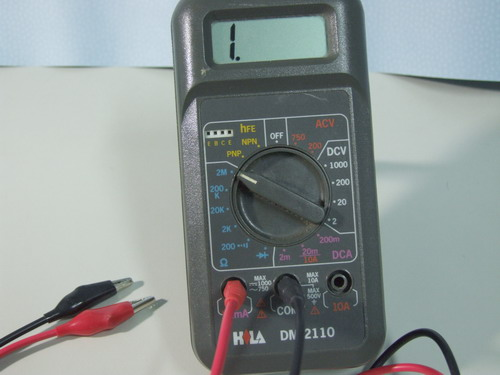 1.
hFE
E B C E
NPN
PNP
OFF
ACV
750
200
DCV
1000
200
20
2
2M
200
K
20K
2K
200
Ω
200m
20m
2m
10A
DCA
MAX
1000
750
MAX
10A
MAX
500V
mA
COM
10A
HILA DM 2110